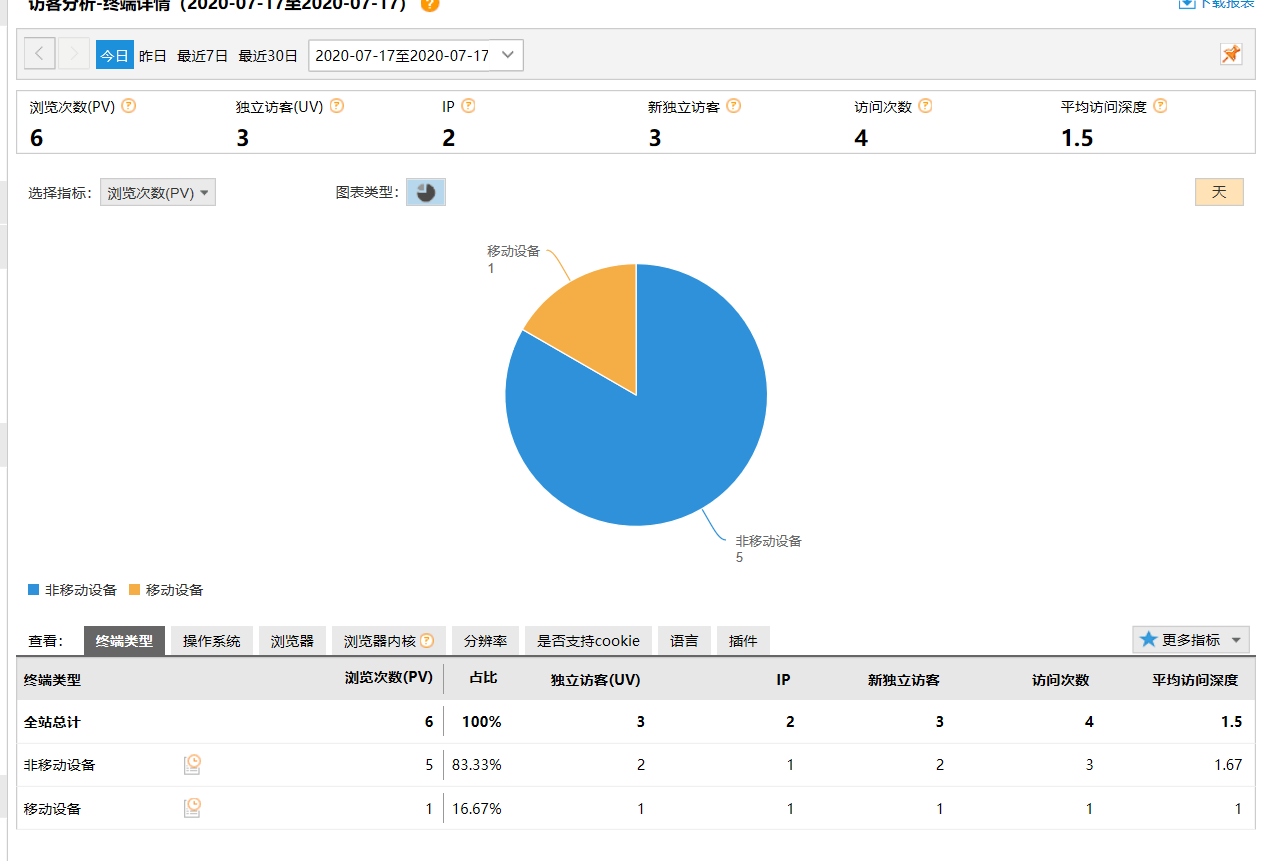 访客分析-终端详情（2020-07-17至2020-07-17） ?
下载报表
今日 昨日 最近7日 最近30日 2020-07-17至2020-07-17
浏览次数(PV) ? 独立访客(UV) ? IP ? 新独立访客 ? 访问次数 ? 平均访问深度 ?
6 3 2 3 4 1.5
选择指标： 浏览次数(PV) 图表类型： 天
移动设备
1
非移动设备
5
非移动设备 移动设备
查看： 终端类型 操作系统 浏览器 浏览器内核 ? 分辨率 是否支持cookie 语言 插件 更多指标
终端类型 浏览次数(PV) 占比 独立访客(UV) IP 新独立访客 访问次数 平均访问深度
全站总计 6 100% 3 2 3 4 1.5
非移动设备 5 83.33% 2 1 2 3 1.67
移动设备 1 16.67% 1 1 1 1 1